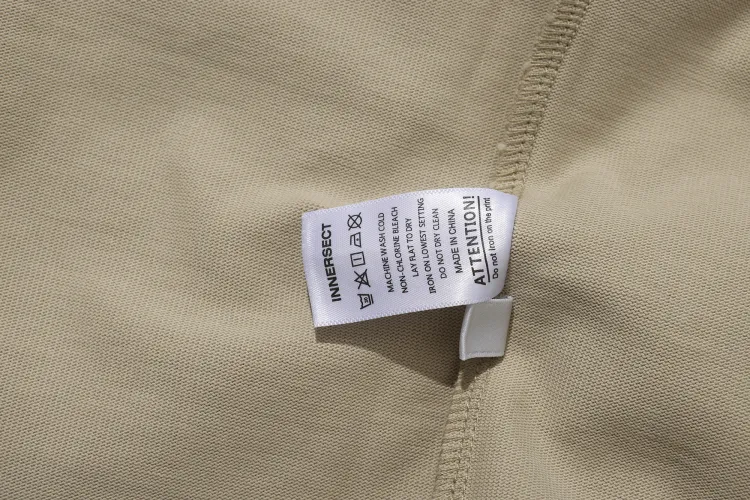 INNERSECT
MACHINE WASH COLD
NON-CHLORINE BLEACH
LAY FLAT TO DRY
IRON ON LOWEST SETTING
DO NOT DRY CLEAN
MADE IN CHINA
ATTENTION!
Do not iron on the print